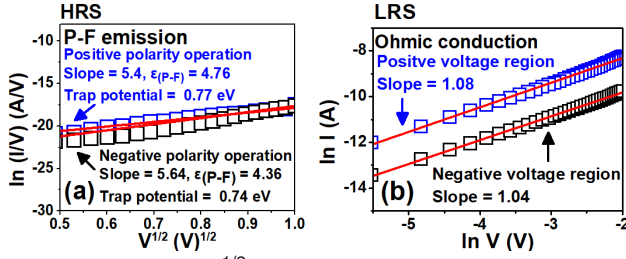 HRS
P-F emission
Positive polarity operation
Slope = 5.4, ε(P-F) = 4.76
Trap potential = 0.77 eV
Negative polarity operation
Slope = 5.64, ε(P-F) = 4.36
Trap potential = 0.74 eV
(a)
ln (I/V) (A/V)
-10
-15
-20
-25
-30
0.5 0.6 0.7 0.8 0.9 1.0
V1/2 (V)1/2
LRS
Ohmic conduction
Positve voltage region
Slope = 1.08
Negative voltage region
Slope = 1.04
(b)
ln I (A)
-8
-10
-12
-14
-5 -4 -3 -2
ln V (V)
1/2